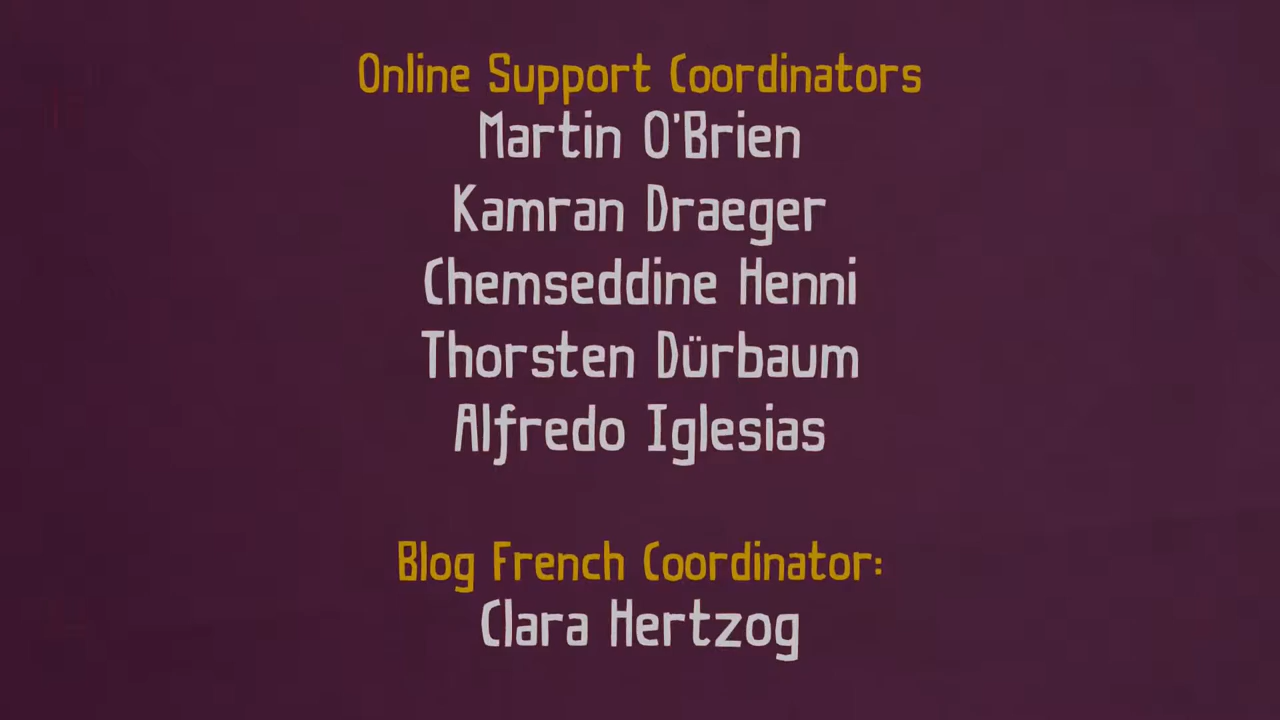 Online Support Coordinators
Martin O'Brien
Kamran Draeger
Chemseddine Henni
Thorsten Dürbaum
Alfredo Iglesias
Blog French Coordinator:
Clara Hertzog